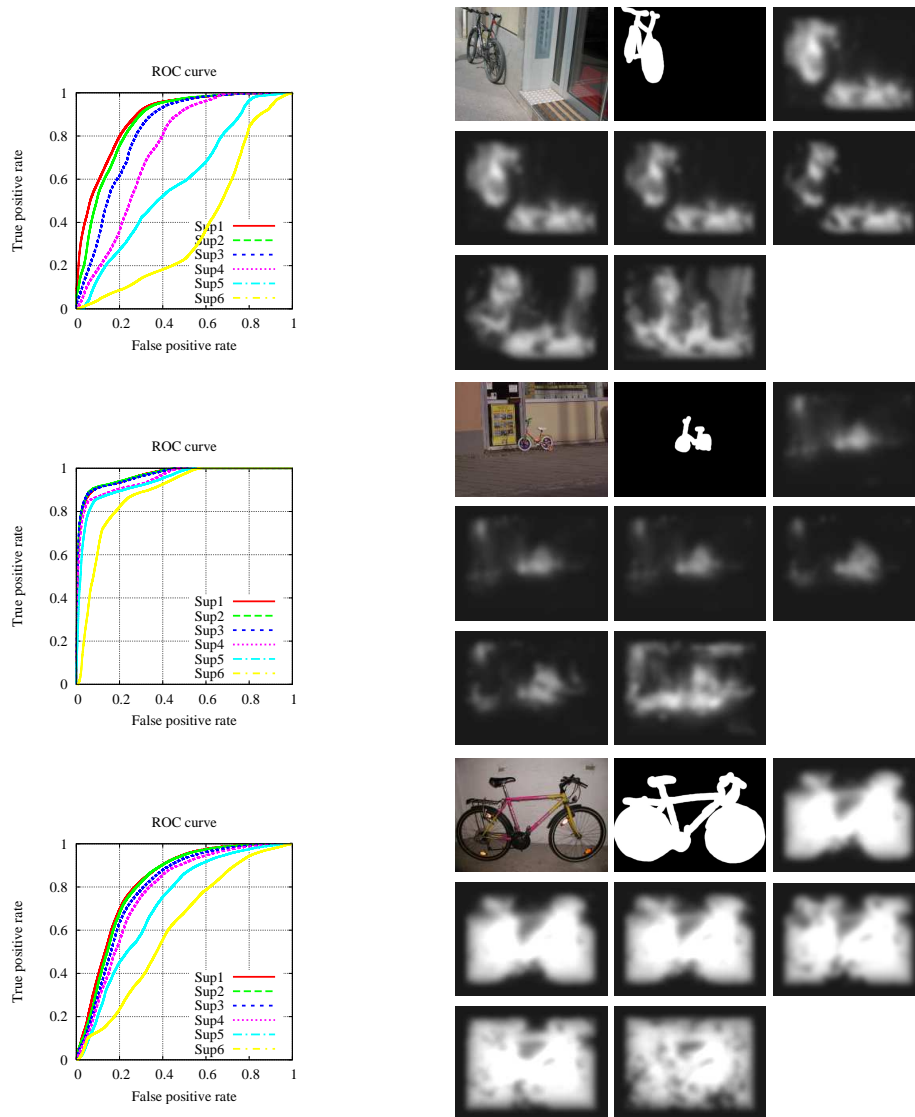 ROC curve
True positive rate
1
0.8
0.6
0.4
0.2
0
Sup1
Sup2
Sup3
Sup4
Sup5
Sup6
0 0.2 0.4 0.6 0.8 1
False positive rate
ROC curve
True positive rate
1
0.8
0.6
0.4
0.2
0
Sup1
Sup2
Sup3
Sup4
Sup5
Sup6
0 0.2 0.4 0.6 0.8 1
False positive rate
ROC curve
True positive rate
1
0.8
0.6
0.4
0.2
0
Sup1
Sup2
Sup3
Sup4
Sup5
Sup6
0 0.2 0.4 0.6 0.8 1
False positive rate